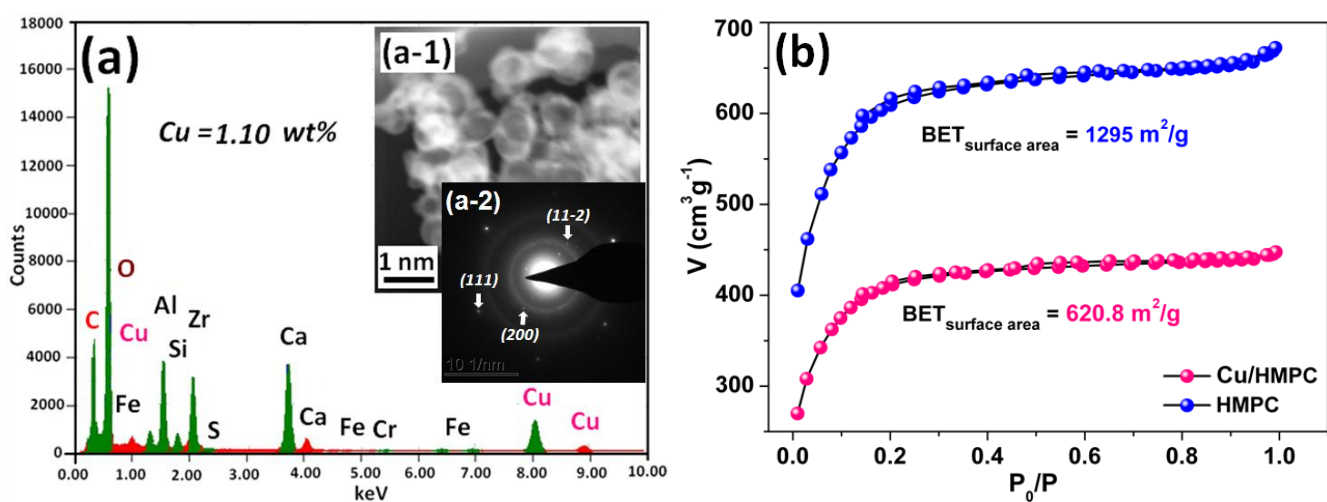 (a)
18000
16000
14000
12000
10000
8000
6000
4000
2000
0
Counts
Cu = 1.10 wt%
C
O
Cu
Fe
Al
Si
Zr
S
Ca
Ca
Fe
Cr
Fe
Cu
Cu
0.00 1.00 2.00 3.00 4.00 5.00 6.00 7.00 8.00 9.00 10.00
keV
(a-1)
1 nm
(a-2)
(11-2)
(111)
(200)
10 1/nm
(b)
700
600
500
400
300
V (cm³g⁻¹)
BET surface area = 1295 m²/g
BET surface area = 620.8 m²/g
Cu/HMPC
HMPC
0.0 0.2 0.4 0.6 0.8 1.0
P₀/P